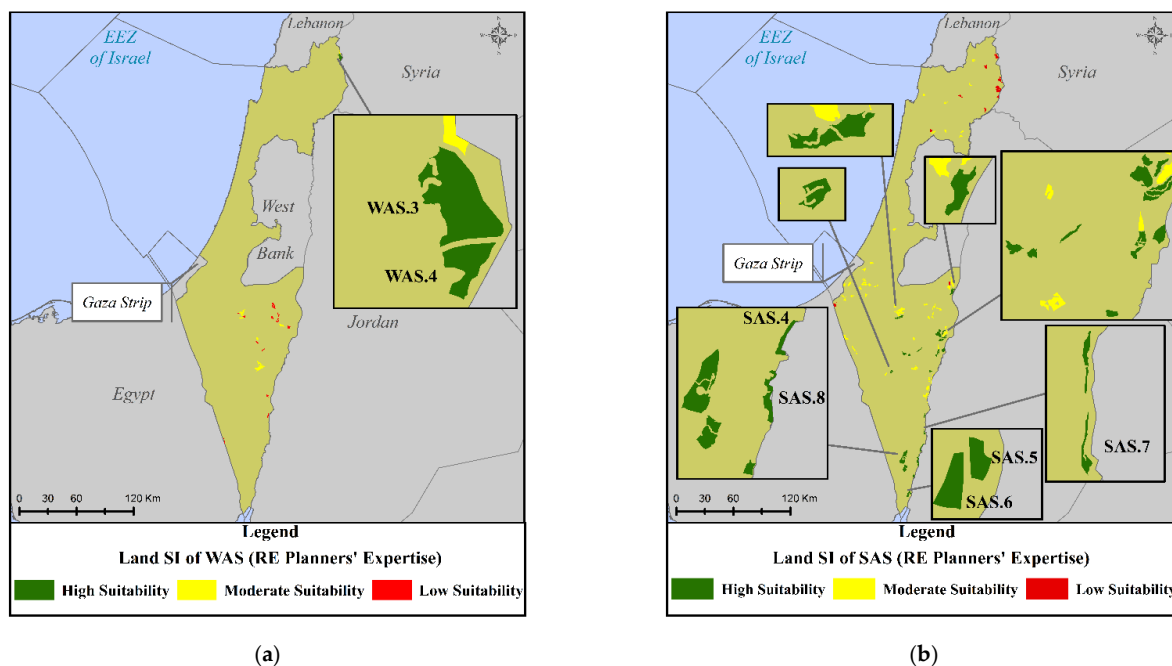 Lebanon
EEZ
of Israel
Syria
N
W
E
S
WAS.3
WAS.4
West
Bank
Gaza Strip
Jordan
Egypt
0 30 60 120 Km
Legend
Land SI of WAS (RE Planners' Expertise)
High Suitability Moderate Suitability Low Suitability
(a)
Lebanon
EEZ
of Israel
Syria
N
W
E
S
West
Bank
Gaza Strip
SAS.4
SAS.8
SAS.7
SAS.5
SAS.6
0 30 60 120 Km
Legend
Land SI of SAS (RE Planners' Expertise)
High Suitability Moderate Suitability Low Suitability
(b)